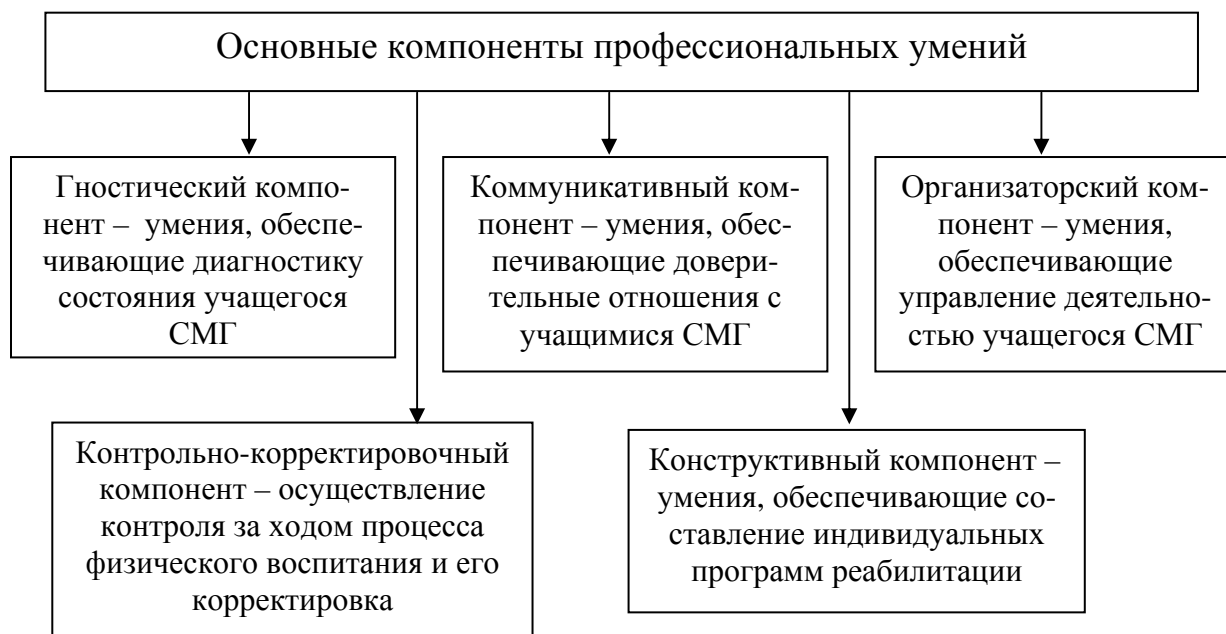 Основные компоненты профессиональных умений
Гностический компо-
нент – умения, обеспе-
чивающие диагностику
состояния учащегося
СМГ
Коммуникативный ком-
понент – умения, обес-
печивающие довери-
тельные отношения с
учащимися СМГ
Организаторский ком-
понент – умения,
обеспечивающие
управление деятельно-
стью учащегося СМГ
Контрольно-корректировочный
компонент – осуществление
контроля за ходом процесса
физического воспитания и его
корректировка
Конструктивный компонент –
умения, обеспечивающие со-
ставление индивидуальных
программ реабилитации